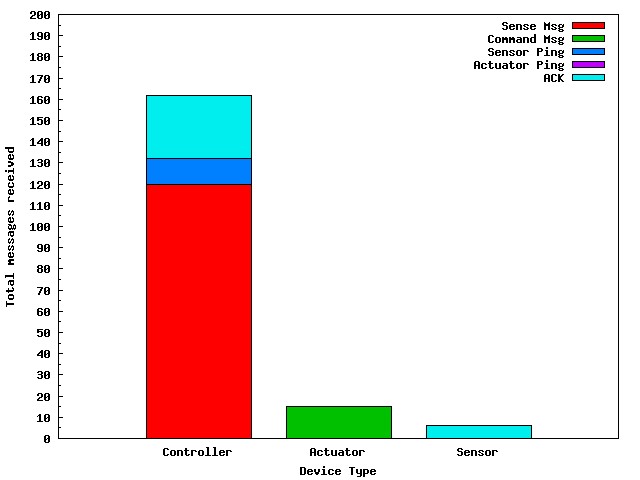 200
190
180
170
160
150
140
130
120
110
100
90
80
70
60
50
40
30
20
10
0
Total messages received
Sense Msg
Command Msg
Sensor Ping
Actuator Ping
ACK
Controller Actuator Sensor
Device Type